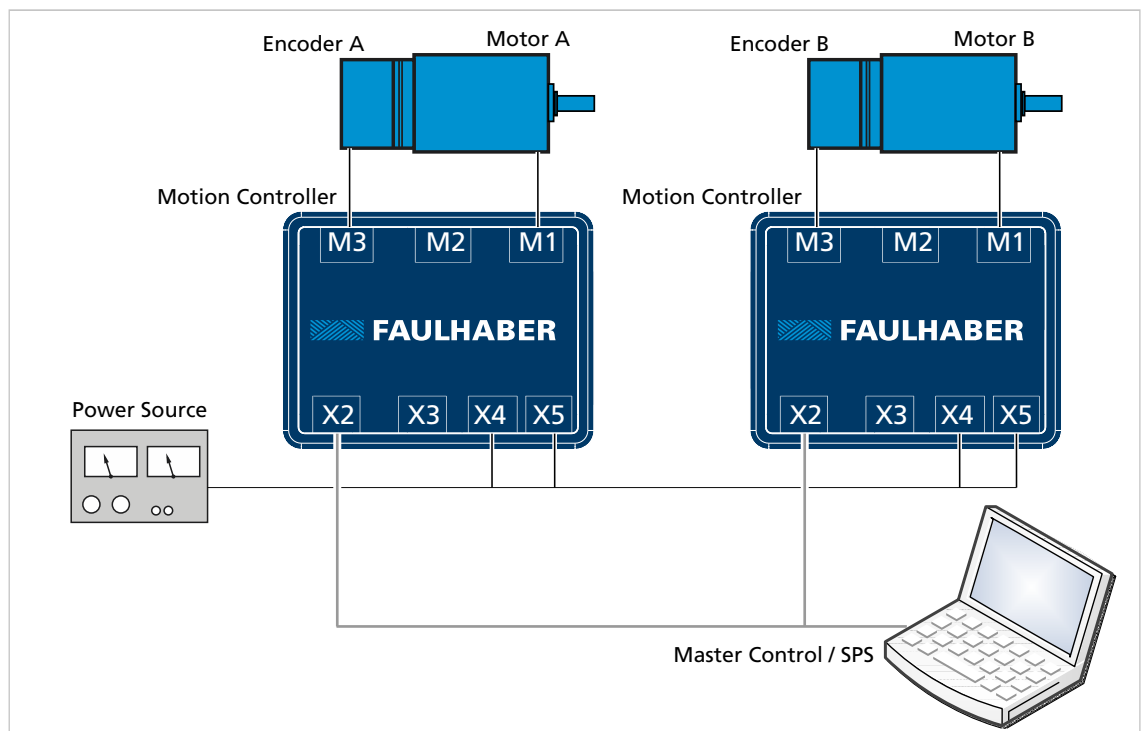 Encoder A
Motor A
Encoder B
Motor B
Motion Controller
Motion Controller
M3
M2
M1
M3
M2
M1
FAULHABER
FAULHABER
X2
X3
X4
X5
X2
X3
X4
X5
Power Source
Master Control / SPS